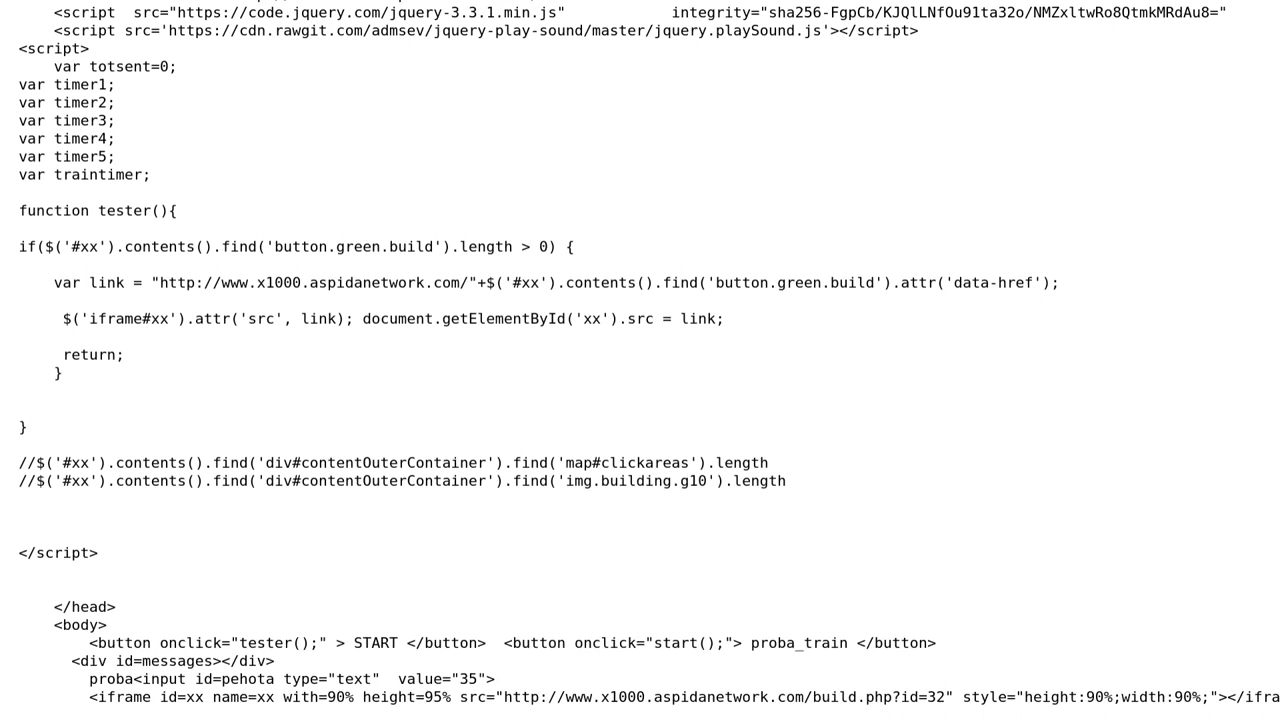 <script  src="https://code.jquery.com/jquery-3.3.1.min.js"            integrity="sha256-FgpCb/KJQlLNfOu91ta32o/NMZxltwRo8QtmkMRdAu8="
<script src='https://cdn.rawgit.com/admsev/jquery-play-sound/master/jquery.playSound.js'></script>
<script>
var totsent=0;
var timer1;
var timer2;
var timer3;
var timer4;
var timer5;
var traintimer;
function tester(){
if($('#xx').contents().find('button.green.build').length > 0) {
var link = "http://www.x1000.aspidanetwork.com/"+$('#xx').contents().find('button.green.build').attr('data-href');
$('iframe#xx').attr('src', link); document.getElementById('xx').src = link;
return;
}
}
//$('#xx').contents().find('div#contentOuterContainer').find('map#clickareas').length
//$('#xx').contents().find('div#contentOuterContainer').find('img.building.g10').length
</script>
</head>
<body>
<button onclick="tester();" > START </button>  <button onclick="start();"> proba_train </button>
<div id=messages></div>
proba<input id=pehota type="text"  value="35">
<iframe id=xx name=xx with=90% height=95% src="http://www.x1000.aspidanetwork.com/build.php?id=32" style="height:90%;width:90%;"></ifra